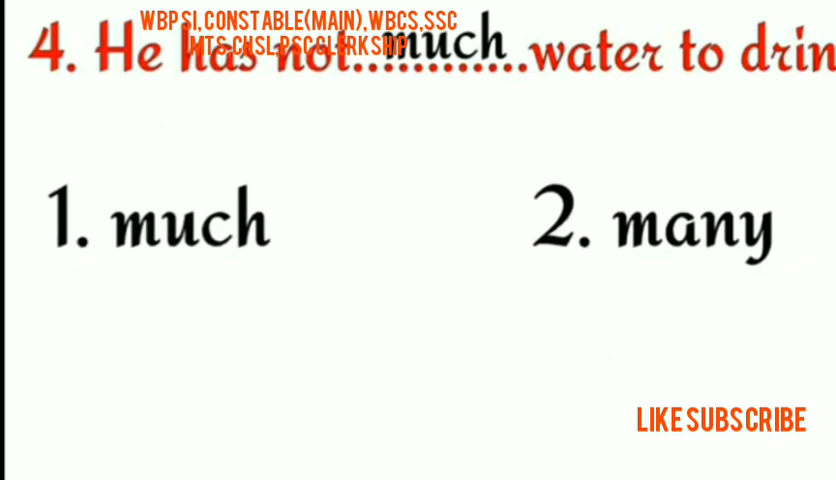 WBP SI, CONSTABLE(MAIN),WBCS,SSC
MTS,CHSL,PSC CLERKSHIP
4. He has not............water to drin
much
1. much
2. many
LIKE SUBSCRIBE